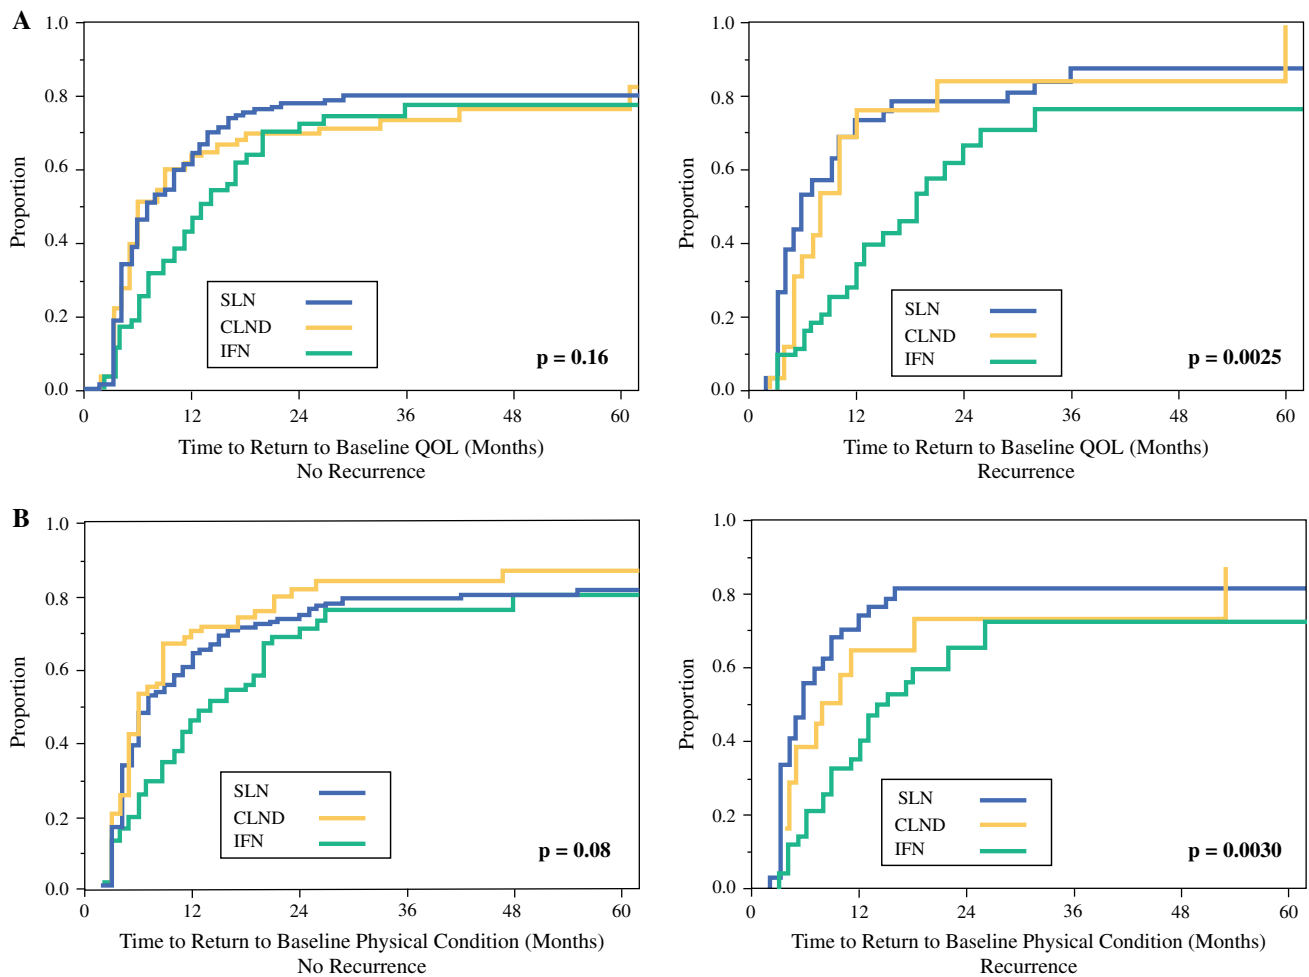 A
1.0
0.8
0.6
0.4
0.2
0.0
Proportion
SLN
CLND
IFN
p = 0.16
0 12 24 36 48 60
Time to Return to Baseline QOL (Months)
No Recurrence
1.0
0.8
0.6
0.4
0.2
0.0
Proportion
SLN
CLND
IFN
p = 0.0025
0 12 24 36 48 60
Time to Return to Baseline QOL (Months)
Recurrence
B
1.0
0.8
0.6
0.4
0.2
0.0
Proportion
SLN
CLND
IFN
p = 0.08
0 12 24 36 48 60
Time to Return to Baseline Physical Condition (Months)
No Recurrence
1.0
0.8
0.6
0.4
0.2
0.0
Proportion
SLN
CLND
IFN
p = 0.0030
0 12 24 36 48 60
Time to Return to Baseline Physical Condition (Months)
Recurrence